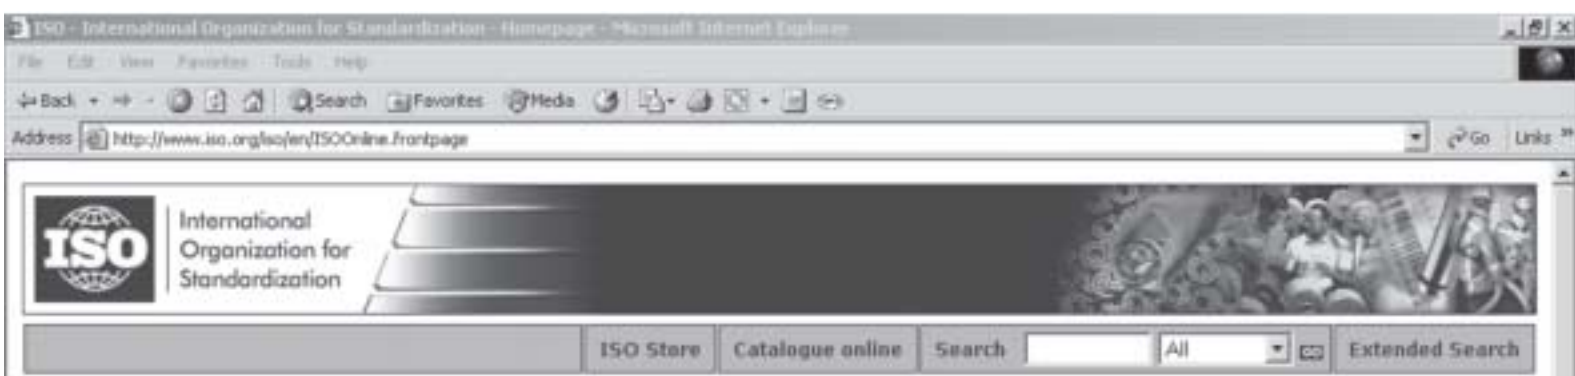 ISO - International Organization for Standardization - Homepage - Microsoft Internet Explorer
File Edit View Favorites Tools Help
Back Search Favorites Media
Address http://www.iso.org/iso/en/ISOOnline.frontpage Go Links »
ISO
International
Organization for
Standardization
ISO Store Catalogue online Search All GO Extended Search